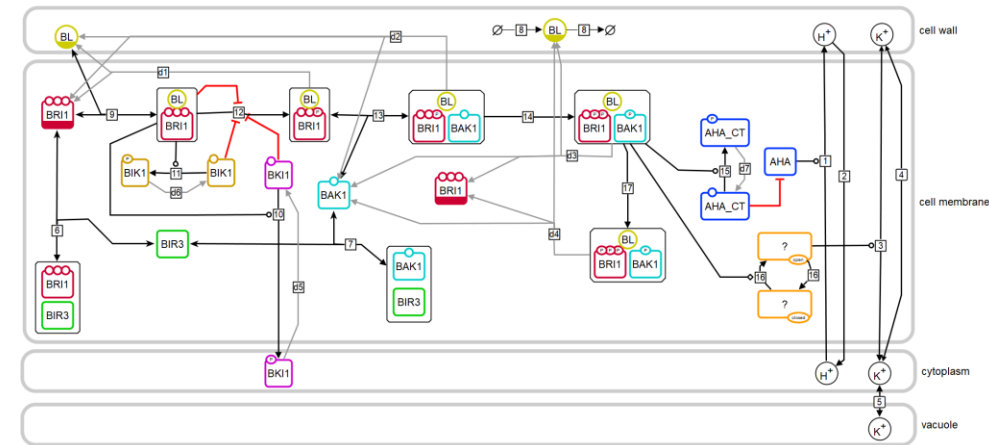 BL
d2
Ø 8 BL 8 Ø
H+
K+
cell wall
d1
BRI1
9
BL
BRI1
12
BL
P
BRI1
13
BL
P
BRI1
BAK1
14
BL
P
P
BRI1
BAK1
P
AHA_CT
15
d7
AHA_CT
AHA
1
2
4
P
BIK1
11
d6
BIK1
BKI1
BAK1
BRI1
d3
17
cell membrane
10
6
BIR3
7
d4
BL
P P P
BRI1
BAK1
?
open
3
16
16
?
closed
BRI1
BIR3
BAK1
BIR3
d5
P
BKI1
H+
K+
cytoplasm
5
K+
vacuole